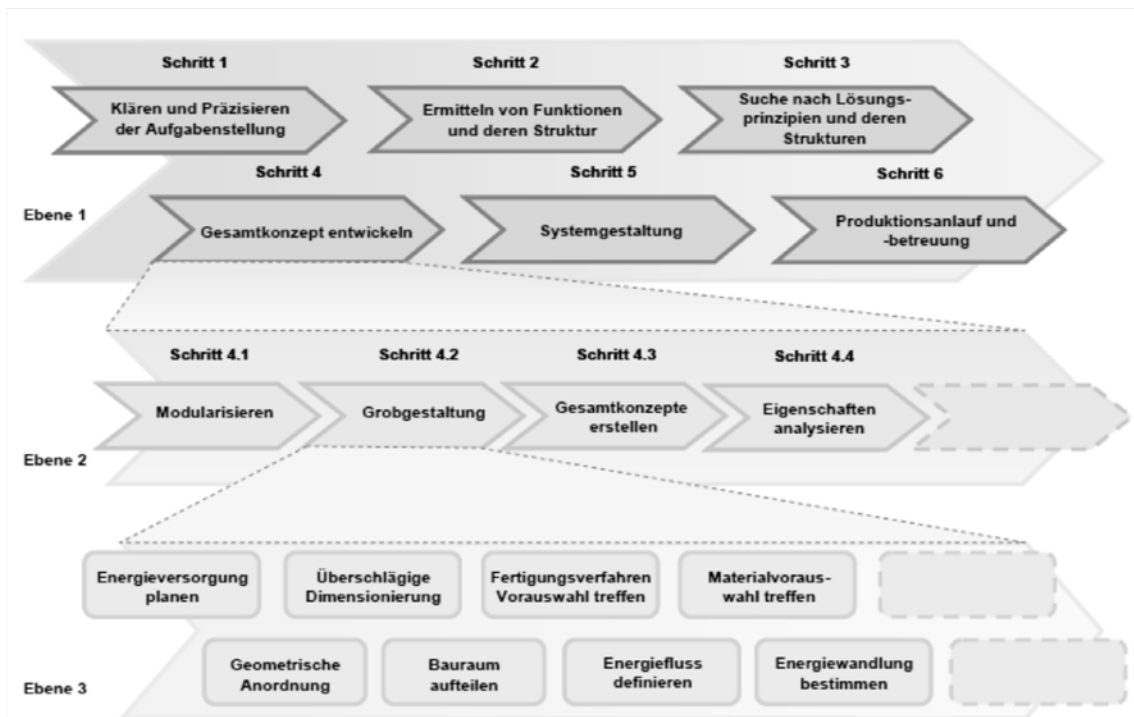 Schritt 1
Schritt 2
Schritt 3
Klären und Präzisieren
der Aufgabenstellung
Ermitteln von Funktionen
und deren Struktur
Suche nach Lösungs-
prinzipien und deren
Strukturen
Schritt 4
Schritt 5
Schritt 6
Ebene 1
Gesamtkonzept entwickeln
Systemgestaltung
Produktionsanlauf und
-betreuung
Schritt 4.1
Schritt 4.2
Schritt 4.3
Schritt 4.4
Modularisieren
Grobgestaltung
Gesamtkonzepte
erstellen
Eigenschaften
analysieren
Ebene 2
Energieversorgung
planen
Überschlägige
Dimensionierung
Fertigungsverfahren
Vorauswahl treffen
Materialvoraus-
wahl treffen
Ebene 3
Geometrische
Anordnung
Bauraum
aufteilen
Energiefluss
definieren
Energiewandlung
bestimmen